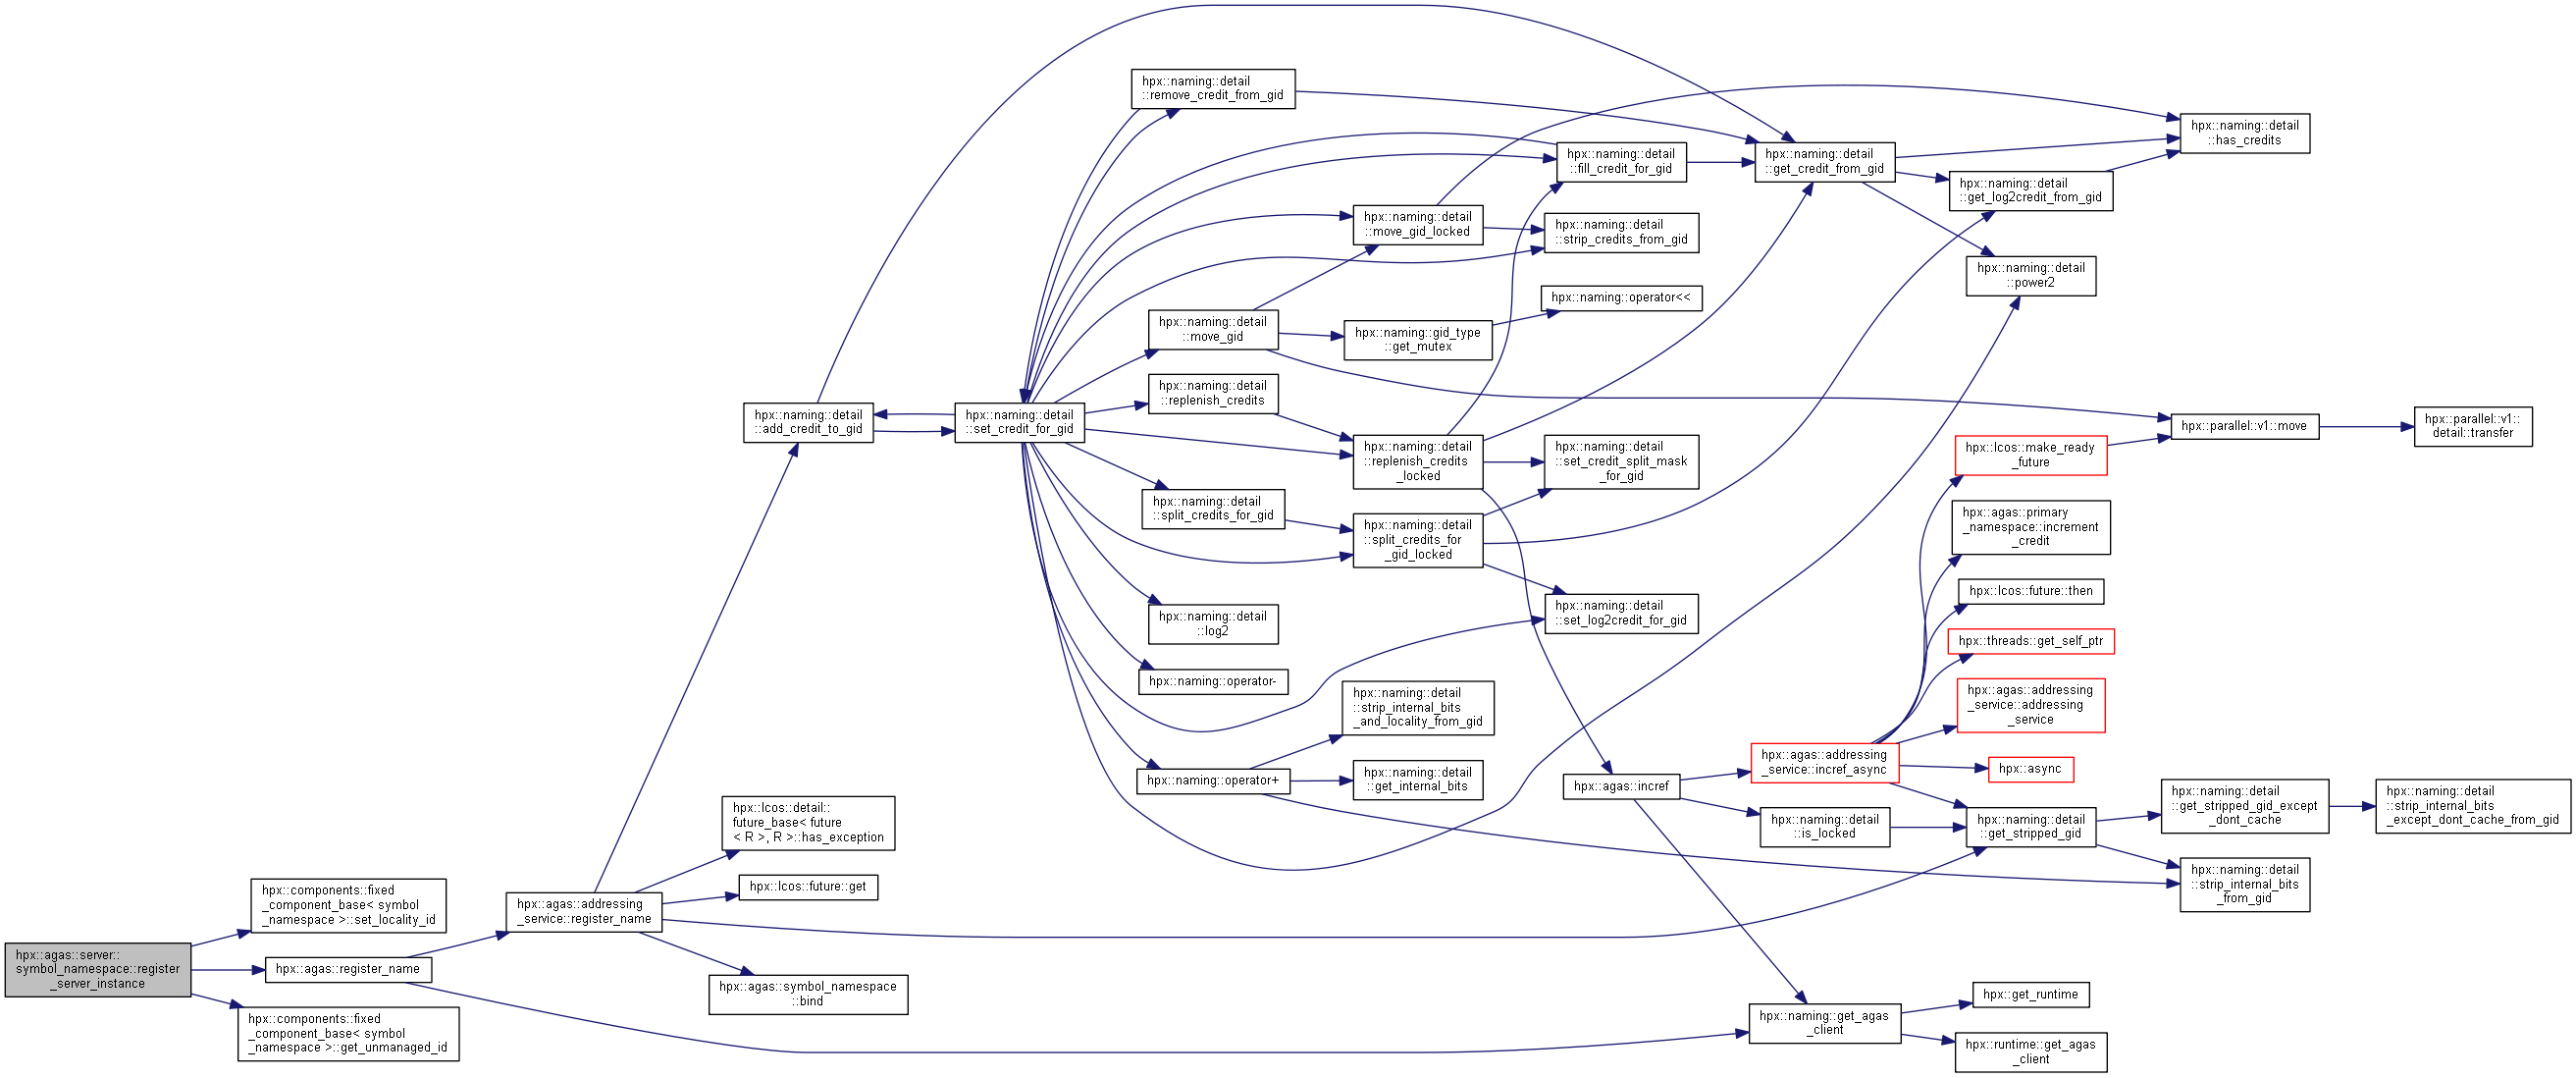 hpx::agas::server::
symbol_namespace::register
_server_instance
hpx::components::fixed
_component_base< symbol
_namespace >::set_locality_id
hpx::agas::register_name
hpx::components::fixed
_component_base< symbol
_namespace >::get_unmanaged_id
hpx::agas::addressing
_service::register_name
hpx::naming::detail
::add_credit_to_gid
hpx::lcos::detail::
future_base< future
< R >, R >::has_exception
hpx::lcos::future::get
hpx::agas::symbol_namespace
::bind
hpx::naming::detail
::set_credit_for_gid
hpx::naming::detail
::remove_credit_from_gid
hpx::naming::detail
::move_gid
hpx::naming::detail
::replenish_credits
hpx::naming::detail
::split_credits_for_gid
hpx::naming::detail
::log2
hpx::naming::operator-
hpx::naming::operator+
hpx::naming::detail
::move_gid_locked
hpx::naming::gid_type
::get_mutex
hpx::naming::detail
::replenish_credits
_locked
hpx::naming::detail
::split_credits_for
_gid_locked
hpx::naming::detail
::strip_internal_bits
_and_locality_from_gid
hpx::naming::detail
::get_internal_bits
hpx::naming::detail
::fill_credit_for_gid
hpx::naming::detail
::strip_credits_from_gid
hpx::naming::operator<<
hpx::naming::detail
::set_credit_split_mask
_for_gid
hpx::naming::detail
::set_log2credit_for_gid
hpx::agas::incref
hpx::naming::detail
::get_credit_from_gid
hpx::agas::addressing
_service::incref_async
hpx::naming::detail
::is_locked
hpx::naming::get_agas
_client
hpx::naming::detail
::get_log2credit_from_gid
hpx::naming::detail
::power2
hpx::lcos::make_ready
_future
hpx::agas::primary
_namespace::increment
_credit
hpx::lcos::future::then
hpx::threads::get_self_ptr
hpx::agas::addressing
_service::addressing
_service
hpx::async
hpx::naming::detail
::get_stripped_gid
hpx::get_runtime
hpx::runtime::get_agas
_client
hpx::naming::detail
::has_credits
hpx::parallel::v1::move
hpx::naming::detail
::get_stripped_gid_except
_dont_cache
hpx::naming::detail
::strip_internal_bits
_from_gid
hpx::parallel::v1::
detail::transfer
hpx::naming::detail
::strip_internal_bits
_except_dont_cache_from_gid